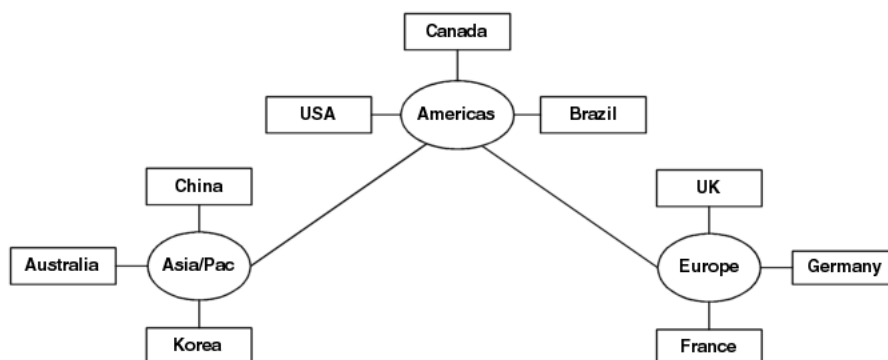 Canada
USA
Americas
Brazil
China
UK
Australia
Asia/Pac
Europe
Germany
Korea
France